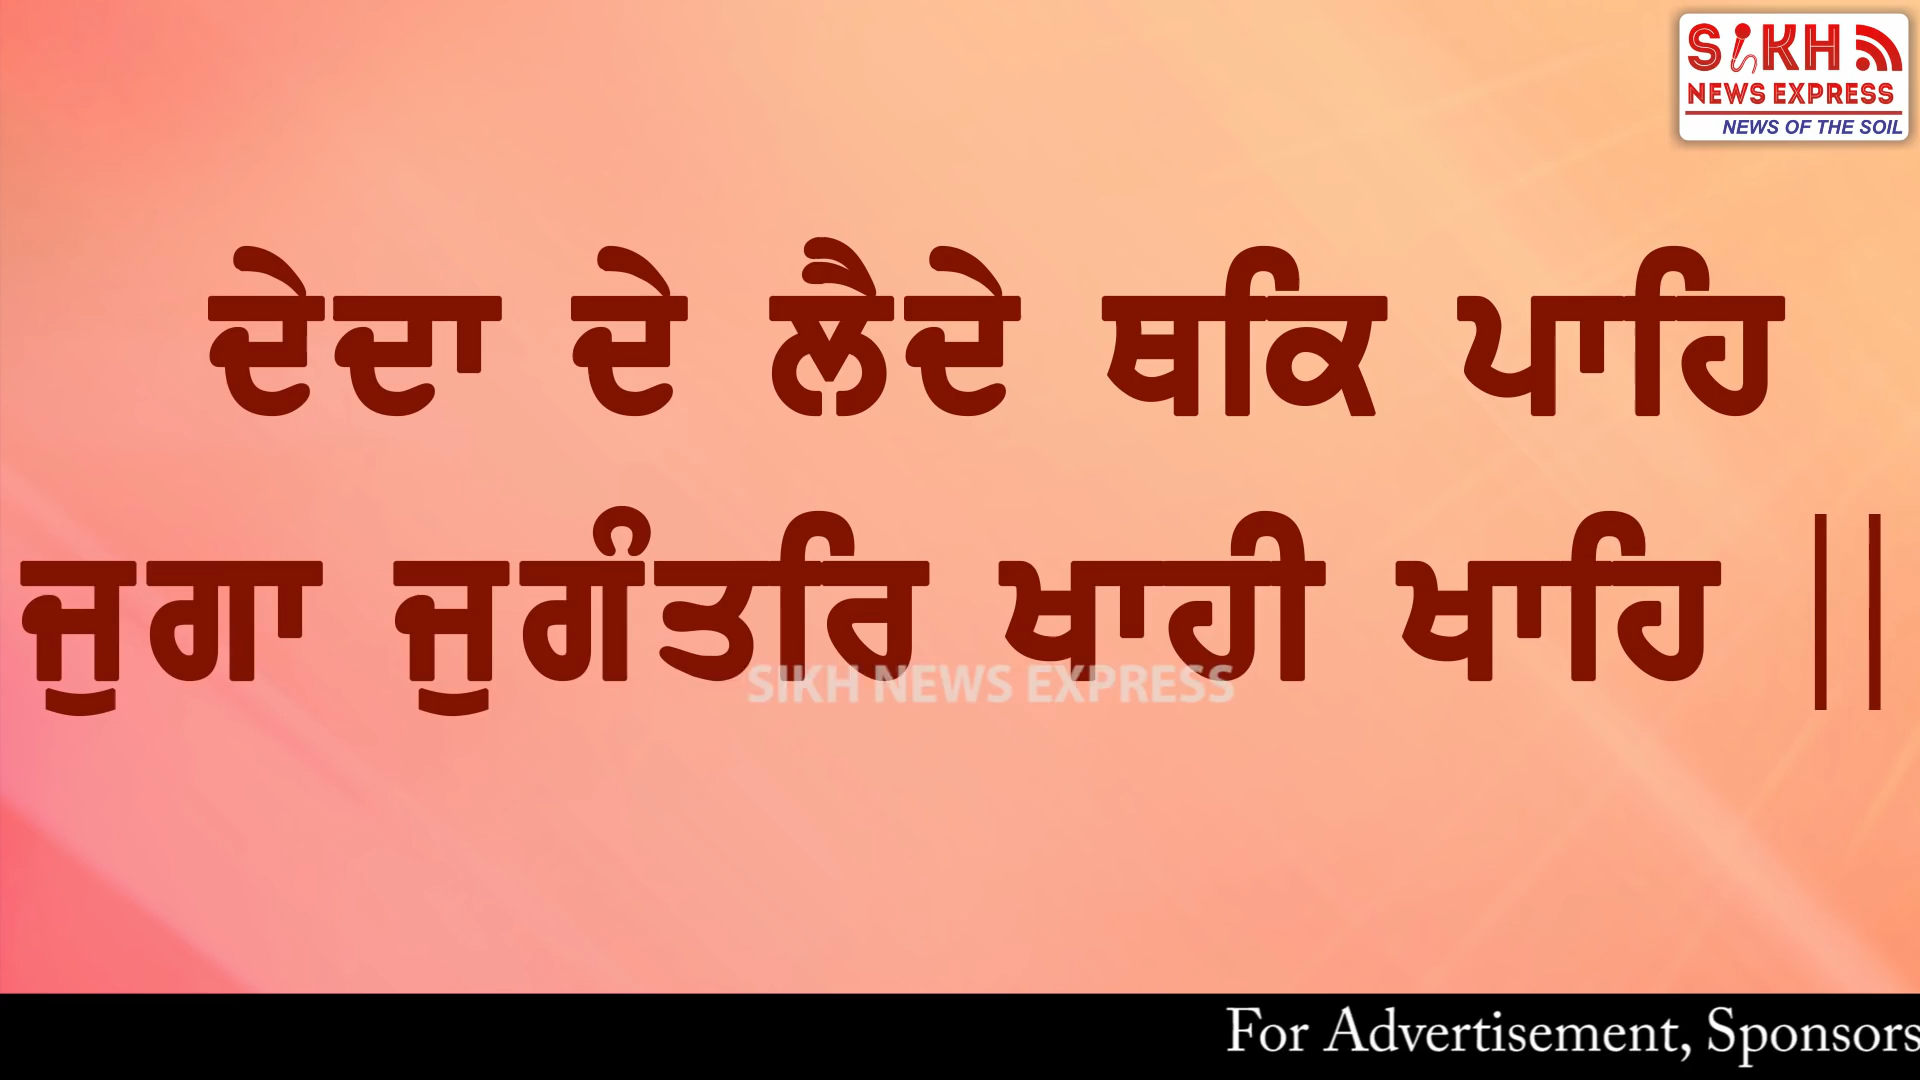 SIKH
NEWS EXPRESS
NEWS OF THE SOIL
ਦੇਦਾ ਦੇ ਲੈਦੇ ਥਕਿ ਪਾਹਿ
ਜੁਗਾ ਜੁਗੰਤਰਿ ਖਾਹੀ ਖਾਹਿ ||
SIKH NEWS EXPRESS
For Advertisement, Sponsors